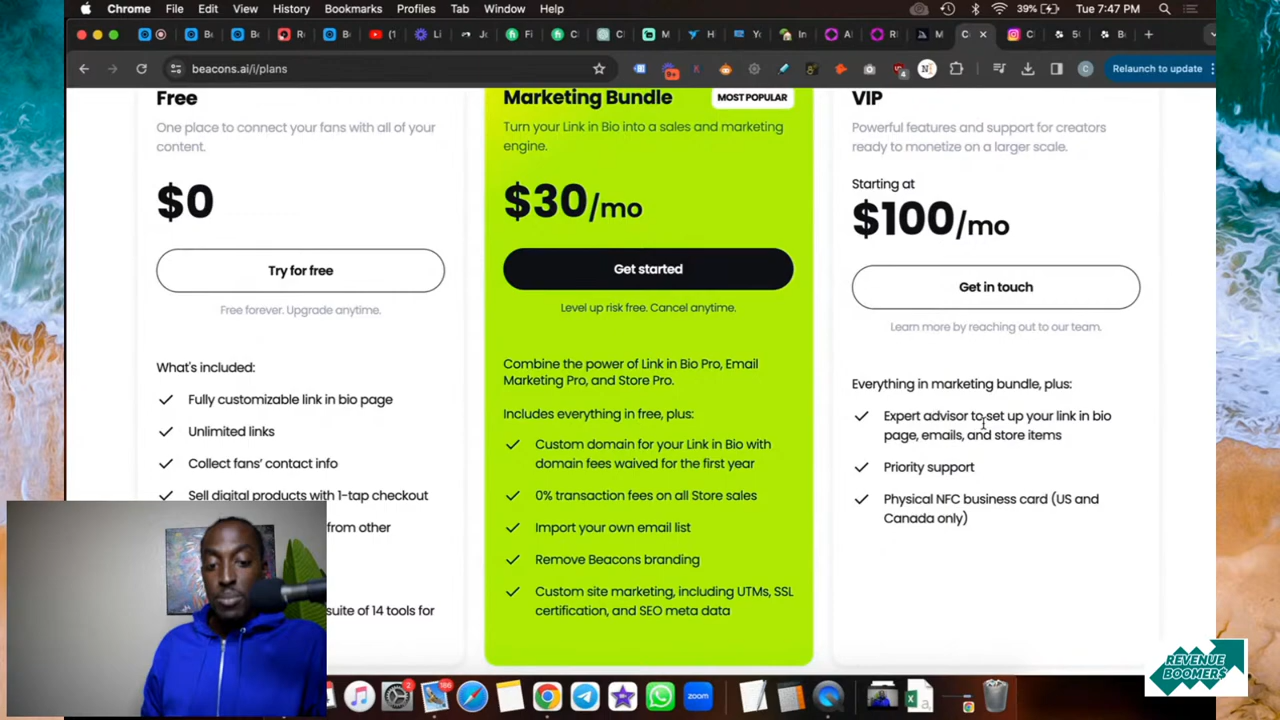 Chrome File Edit View History Bookmarks Profiles Tab Window Help
39% Tue 7:47 PM
beacons.ai/i/plans
Relaunch to update
Free
One place to connect your fans with all of your
content.
$0
Try for free
Free forever. Upgrade anytime.
What's included:
Fully customizable link in bio page
Unlimited links
Collect fans' contact info
Sell digital products with 1-tap checkout
from other
suite of 14 tools for
Marketing Bundle
MOST POPULAR
Turn your Link in Bio into a sales and marketing
engine.
$30/mo
Get started
Level up risk free. Cancel anytime.
Combine the power of Link in Bio Pro, Email
Marketing Pro, and Store Pro.
Includes everything in free, plus:
Custom domain for your Link in Bio with
domain fees waived for the first year
0% transaction fees on all Store sales
Import your own email list
Remove Beacons branding
Custom site marketing, including UTMs, SSL
certification, and SEO meta data
VIP
Powerful features and support for creators
ready to monetize on a larger scale.
Starting at
$100/mo
Get in touch
Learn more by reaching out to our team.
Everything in marketing bundle, plus:
Expert advisor to set up your link in bio
page, emails, and store items
Priority support
Physical NFC business card (US and
Canada only)
zoom
REVENUE
BOOMERS